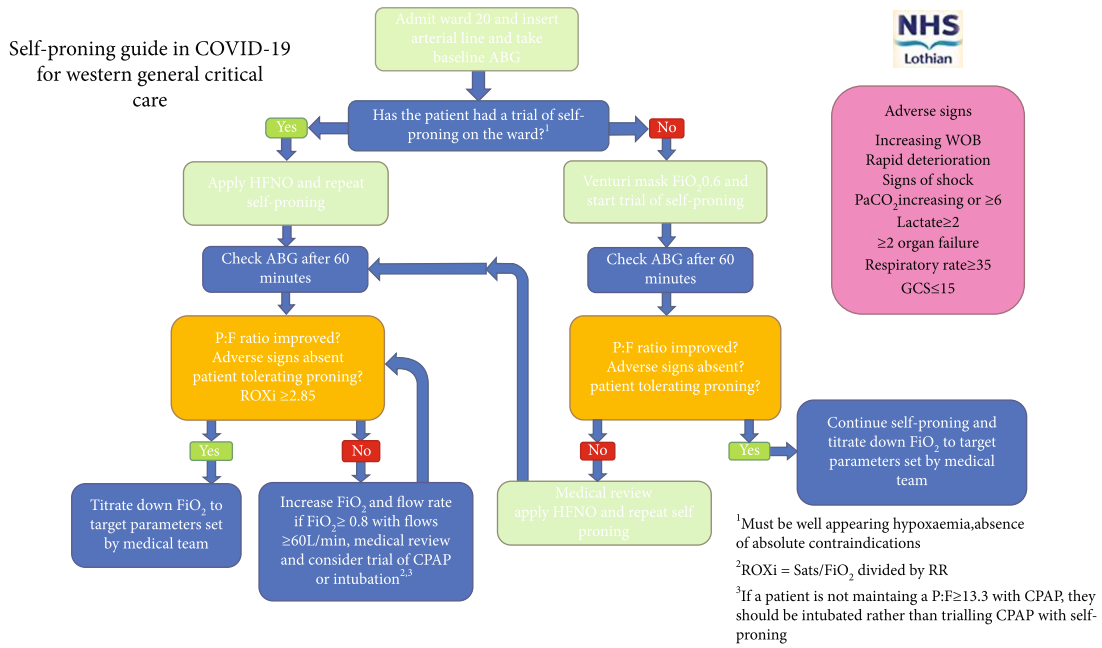 Self-proning guide in COVID-19
for western general critical
care
Admit ward 20 and insert
arterial line and take
baseline ABG
NHS
Lothian
Has the patient had a trial of self-
proning on the ward?¹
Yes
No
Apply HFNO and repeat
self-proning
Venturi mask FiO₂0.6 and
start trial of self-proning
Check ABG after 60
minutes
Check ABG after 60
minutes
P:F ratio improved?
Adverse signs absent
patient tolerating proning?
ROXi ≥2.85
P:F ratio improved?
Adverse signs absent?
patient tolerating proning?
Yes
No
No
Yes
Titrate down FiO₂ to
target parameters set
by medical team
Increase FiO₂ and flow rate
if FiO₂≥ 0.8 with flows
≥60L/min, medical review
and consider trial of CPAP
or intubation²,³
Medical review
apply HFNO and repeat self
proning
Continue self-proning and
titrate down FiO₂ to target
parameters set by medical
team
Adverse signs
Increasing WOB
Rapid deterioration
Signs of shock
PaCO₂increasing or ≥6
Lactate≥2
≥2 organ failure
Respiratory rate≥35
GCS≤15
¹Must be well appearing hypoxaemia,absence
of absolute contraindications
²ROXi = Sats/FiO₂ divided by RR
³If a patient is not maintaing a P:F≥13.3 with CPAP, they
should be intubated rather than trialling CPAP with self-
proning